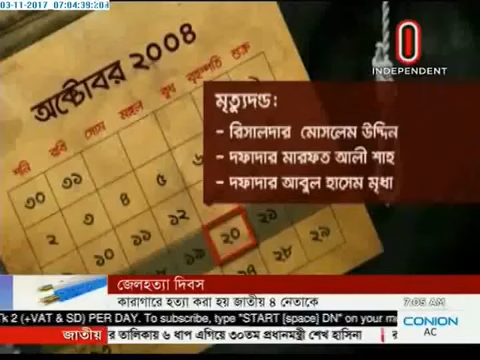 03-11-2017 07:04:39:204
INDEPENDENT
অক্টোবর ২০০৪
শনি রবি সোম মঙ্গল বুধ বৃহস্পতি শুক্র
মৃত্যুদণ্ড:
- রিসালদার মোসলেম উদ্দিন
- দফাদার মারফত আলী শাহ
- দফাদার আবুল হাসেম মৃধা
৩০ ৩১
২ ৩ ৪ ৫ ৬
১০ ১১ ১২
১৯ ২০ ২১
২৮ ২৯
জেলহত্যা দিবস
কারাগারে হত্যা করা হয় জাতীয় ৪ নেতাকে
7:05 AM
Tk 2 (+VAT & SD) PER DAY. To subscribe, type "START [space] DN" on your m
CONION
AC
জাতীয়
র তালিকায় ৬ ধাপ এগিয়ে ৩০তম প্রধানমন্ত্রী শেখ হাসিনা